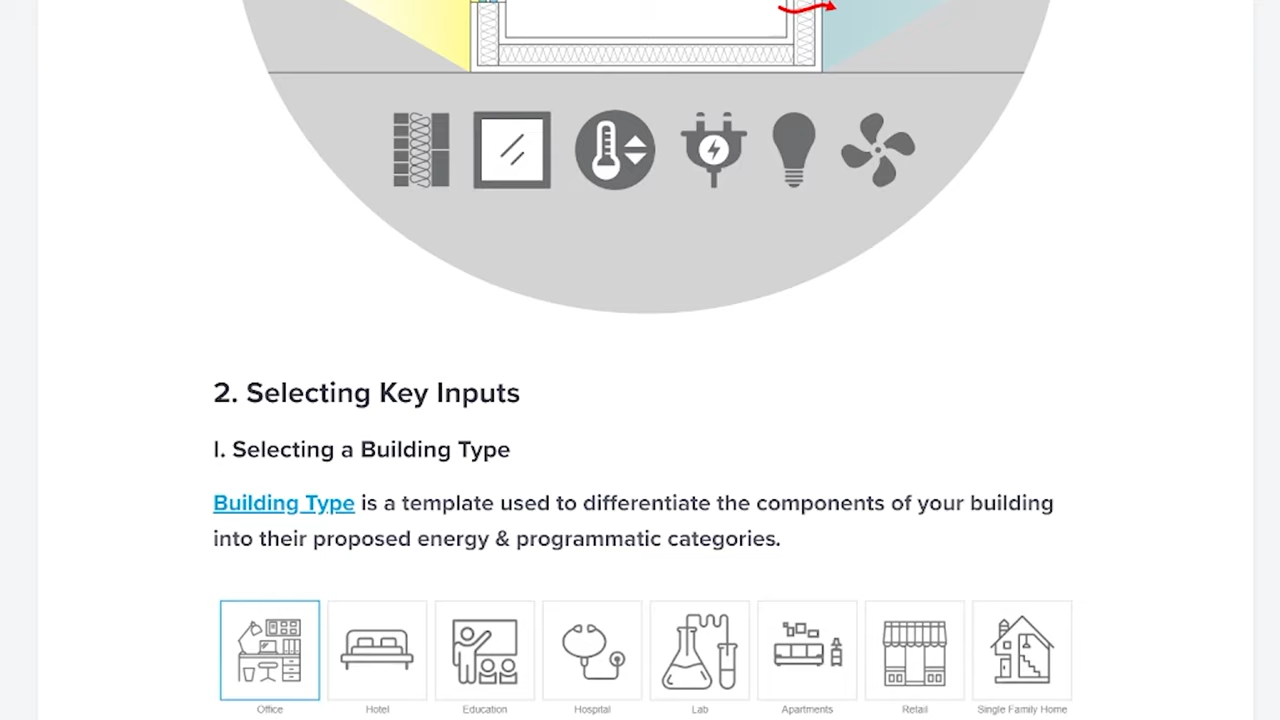 2. Selecting Key Inputs
I. Selecting a Building Type
Building Type is a template used to differentiate the components of your building
into their proposed energy & programmatic categories.
Office
Hotel
Education
Hospital
Lab
Apartments
Retail
Single Family Home